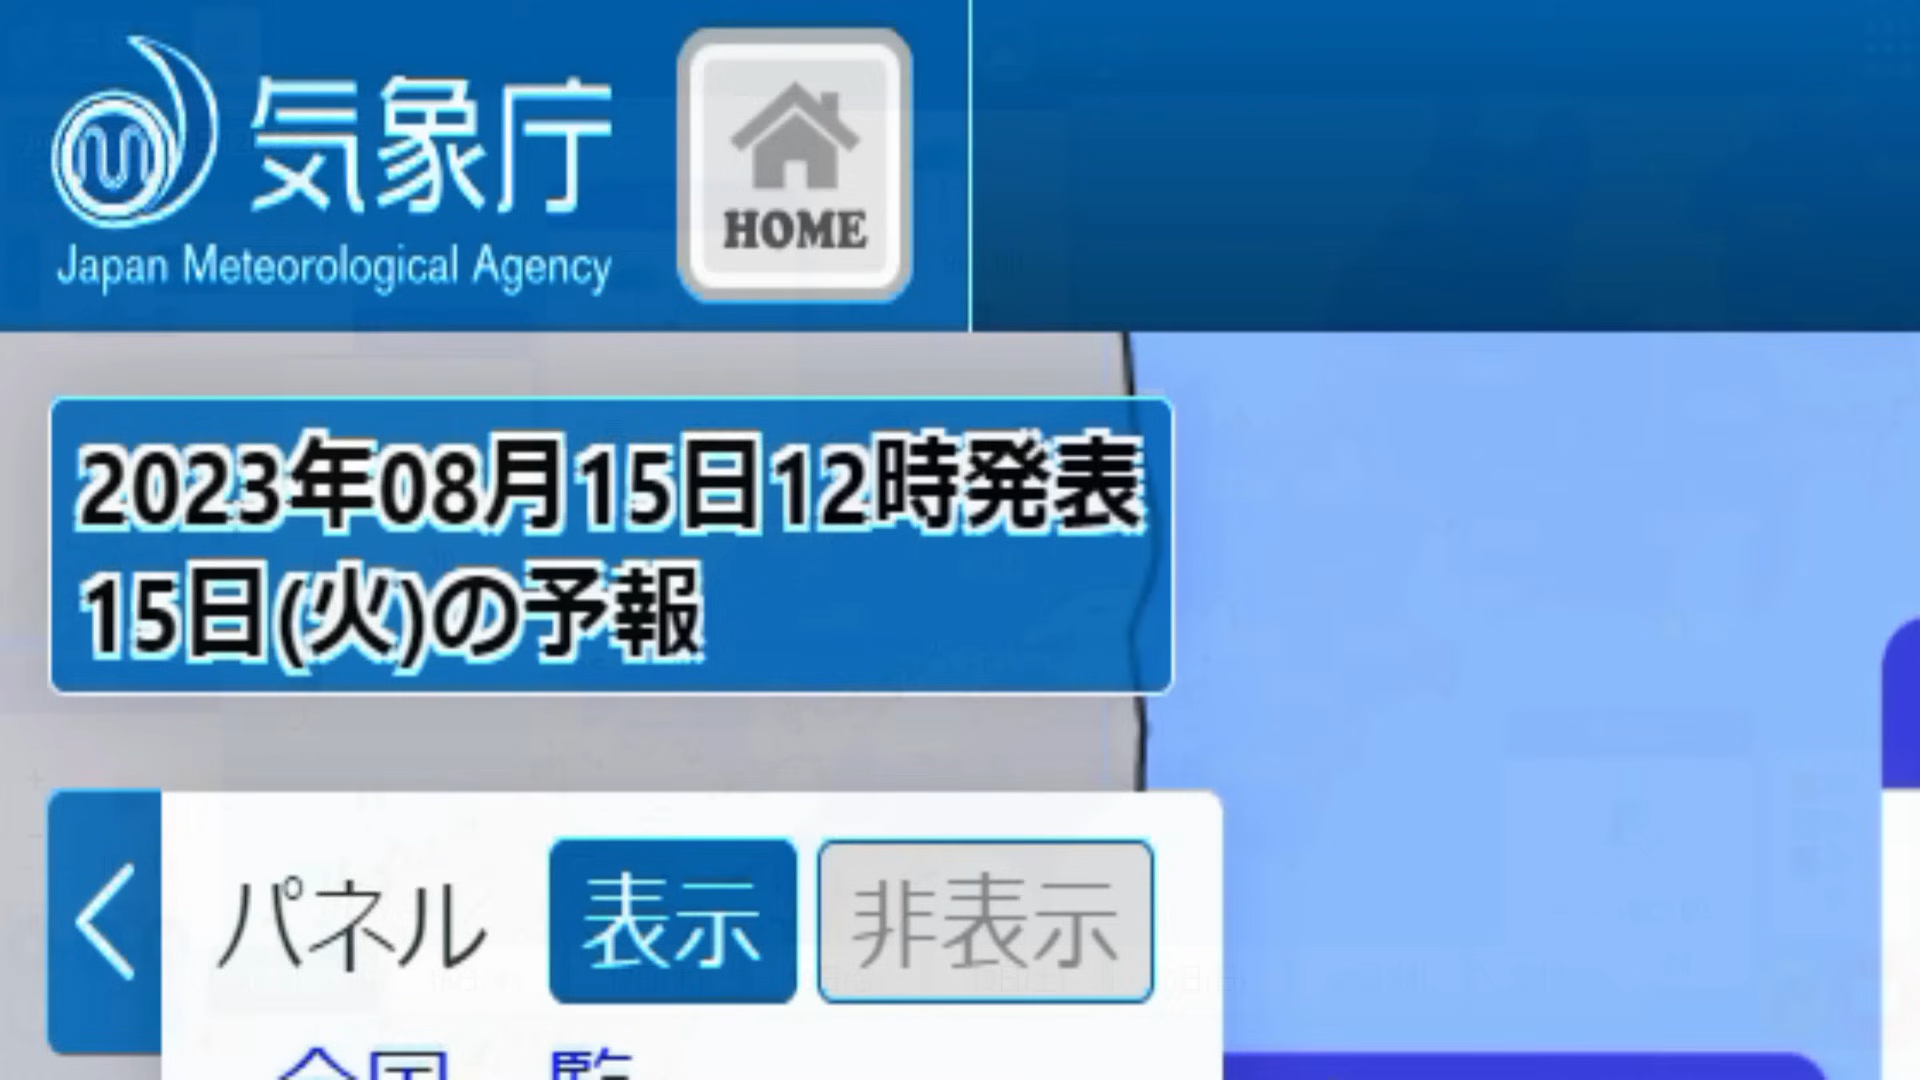 気象庁
Japan Meteorological Agency
HOME
2023年08月15日12時発表
15日(火)の予報
パネル 表示 非表示